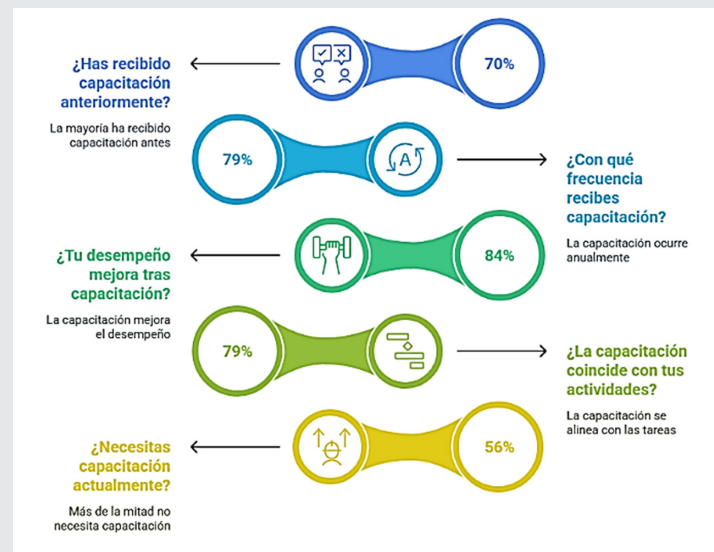 ¿Has recibido
capacitación
anteriormente?
La mayoría ha recibido
capacitación antes
70%
79%
A
¿Con qué
frecuencia
recibes
capacitación?
La capacitación ocurre
anualmente
¿Tu desempeño
mejora tras
capacitación?
La capacitación mejora
el desempeño
84%
79%
¿La capacitación
coincide con tus
actividades?
La capacitación se
alinea con las tareas
¿Necesitas
capacitación
actualmente?
Más de la mitad no
necesita capacitación
56%